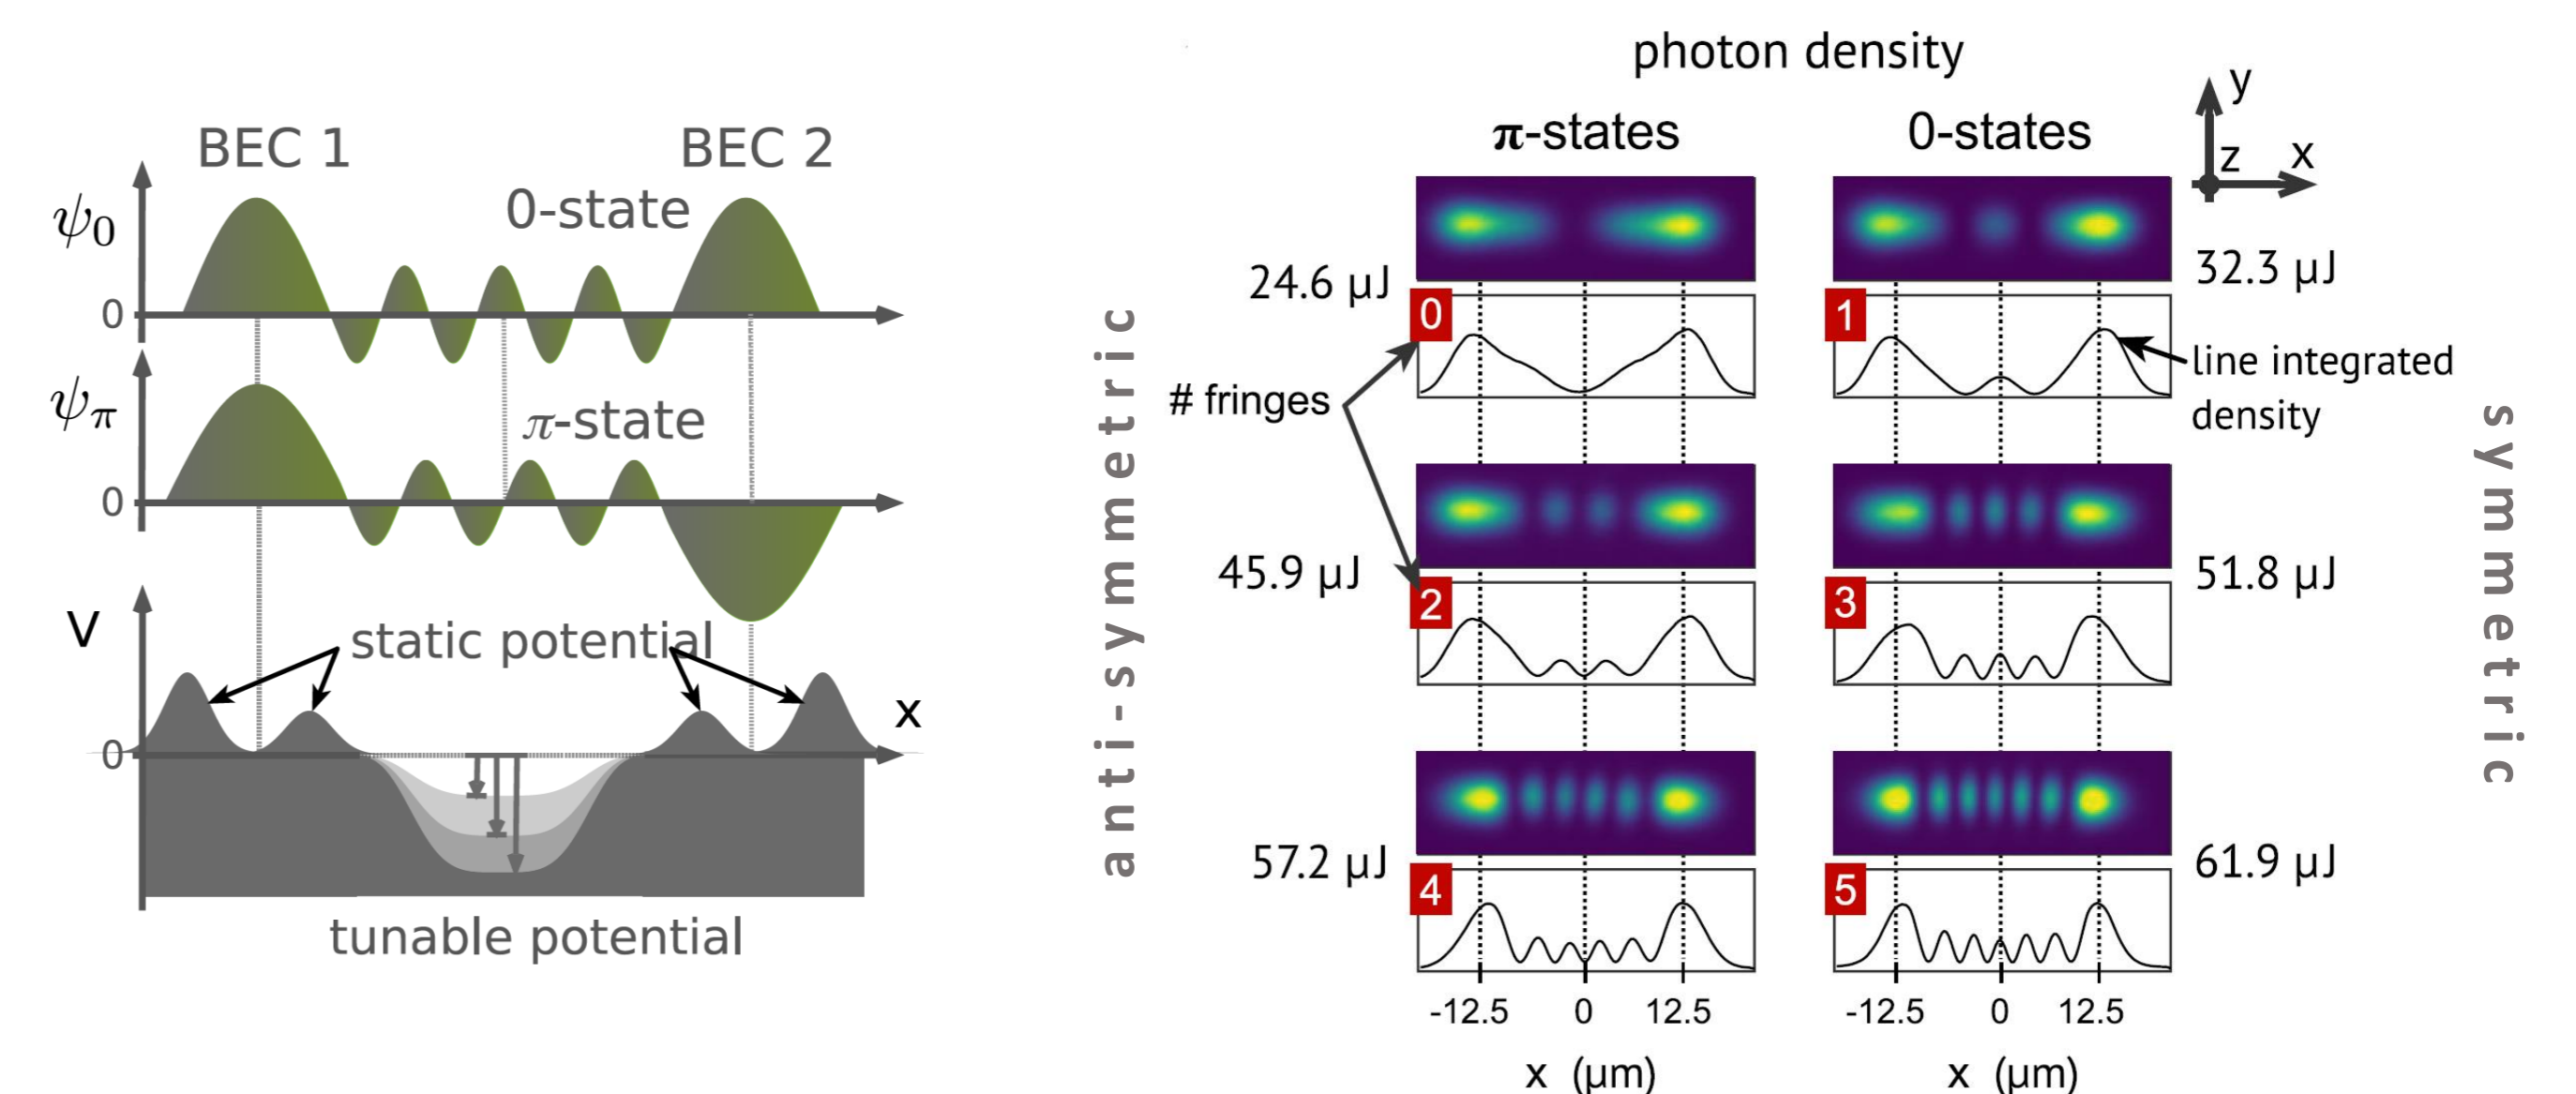 BEC 1
BEC 2
ψ0
0-state
0
ψπ
π-state
0
V
static potential
x
0
tunable potential
anti-symmetric
photon density
π-states
0-states
y
z
x
24.6 µJ
32.3 µJ
0
1
# fringes
line integrated
density
45.9 µJ
51.8 µJ
2
3
57.2 µJ
61.9 µJ
4
5
-12.5 0 12.5
-12.5 0 12.5
x (µm)
x (µm)
symmetric